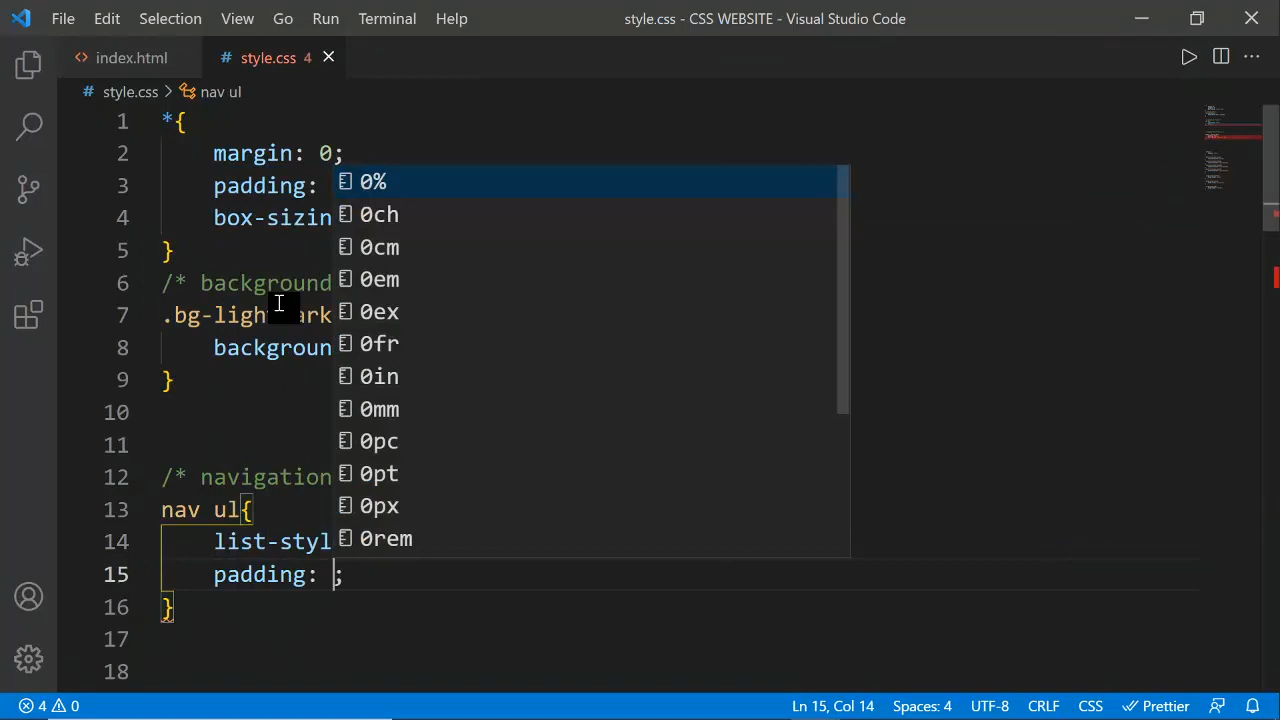 File Edit Selection View Go Run Terminal Help style.css - CSS WEBSITE - Visual Studio Code
<> index.html # style.css 4
# style.css > nav ul
1 *{
2 margin: 0;
3 padding: 0%
4 box-sizin 0ch
0cm
5 }
6 /* background 0em
7 .bg-light ark 0ex
8 backgroun 0fr
9 } 0in
10 0mm
11 0pc
12 /* navigation 0pt
13 nav ul{ 0px
14 list-styl 0rem
15 padding: ;
16 }
17
18
4 0 Ln 15, Col 14 Spaces: 4 UTF-8 CRLF CSS Prettier